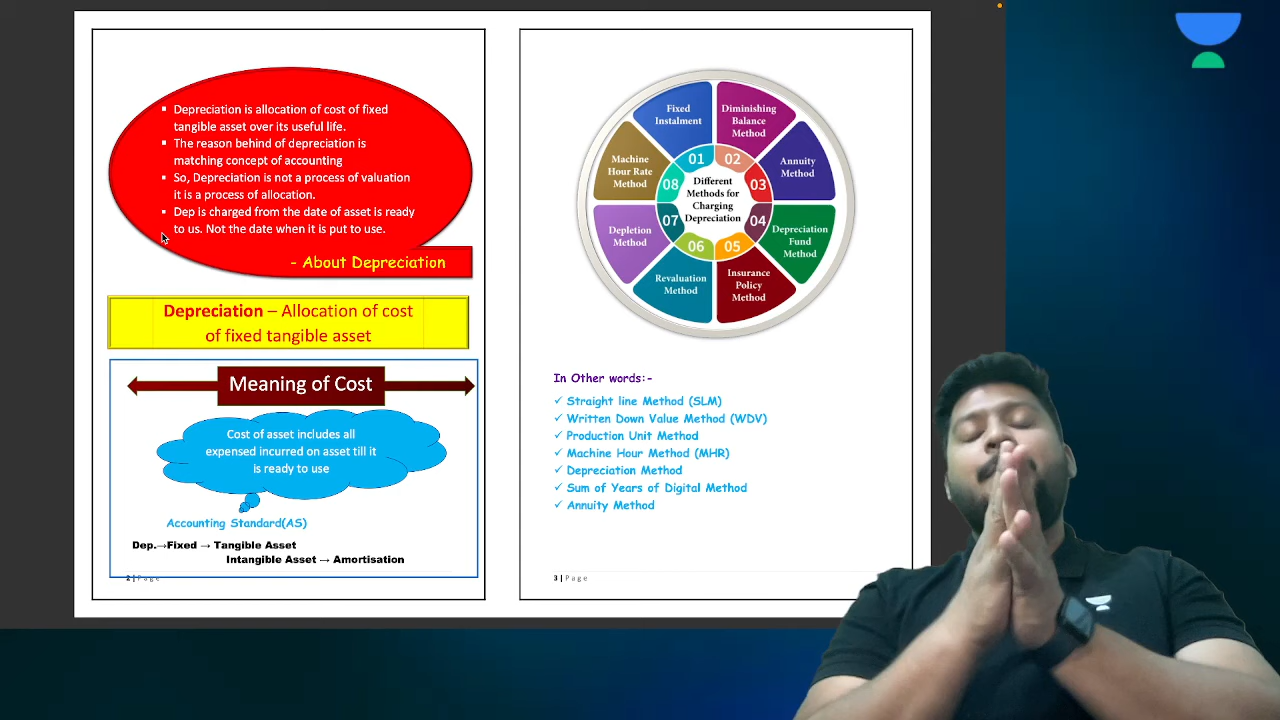 Depreciation is allocation of cost of fixed
tangible asset over its useful life.
The reason behind of depreciation is
matching concept of accounting
So, Depreciation is not a process of valuation
it is a process of allocation.
Dep is charged from the date of asset is ready
to us. Not the date when it is put to use.
- About Depreciation
Depreciation – Allocation of cost
of fixed tangible asset
Meaning of Cost
Cost of asset includes all
expensed incurred on asset till it
is ready to use
Accounting Standard(AS)
Dep.→Fixed → Tangible Asset
Intangible Asset → Amortisation
2 | Page
Fixed
Instalment
01
Diminishing
Balance
Method
02
Annuity
Method
03
Depreciation
Fund
Method
04
Insurance
Policy
Method
05
Revaluation
Method
06
Depletion
Method
07
Machine
Hour Rate
Method
08
Different
Methods for
Charging
Depreciation
In Other words:-
✓ Straight line Method (SLM)
✓ Written Down Value Method (WDV)
✓ Production Unit Method
✓ Machine Hour Method (MHR)
✓ Depreciation Method
✓ Sum of Years of Digital Method
✓ Annuity Method
3 | Page